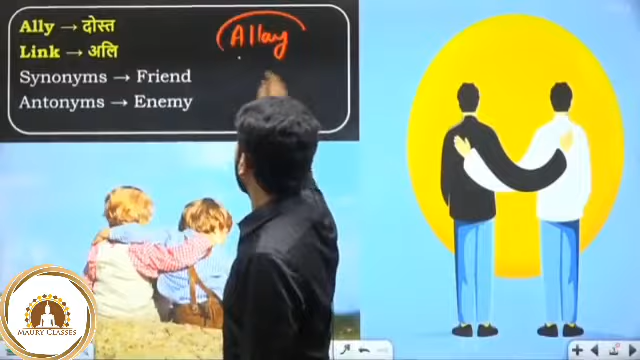 Ally → दोस्त
Link → अलि
Synonyms → Friend
Antonyms → Enemy
Allay
MAURY CLASSES